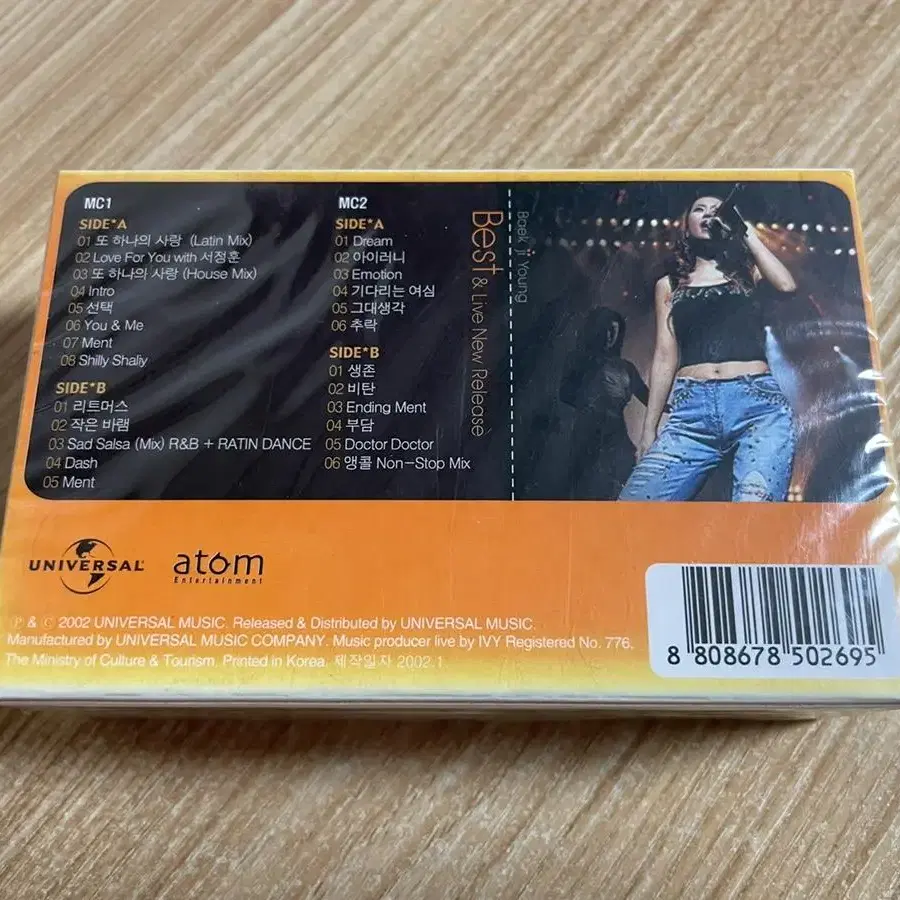 MC1
SIDE*A
01 또 하나의 사랑 (Latin Mix)
02 Love For You with 서정훈
03 또 하나의 사랑 (House Mix)
04 Intro
05 선택
06 You & Me
07 Ment
08 Shilly Shally
SIDE*B
01 리트머스
02 작은 바램
03 Sad Salsa (Mix) R&B + RATIN DANCE
04 Dash
05 Ment
MC2
SIDE*A
01 Dream
02 아이러니
03 Emotion
04 기다리는 여심
05 그대생각
06 추락
SIDE*B
01 생존
02 비탄
03 Ending Ment
04 부담
05 Doctor Doctor
06 앵콜 Non-Stop Mix
Best & Live New Release
Baek ji Young
UNIVERSAL
atom
Entertainment
℗ & © 2002 UNIVERSAL MUSIC. Released & Distributed by UNIVERSAL MUSIC.
Manufactured by UNIVERSAL MUSIC COMPANY. Music producer live by IVY Registered No. 776,
The Ministry of Culture & Tourism. Printed in Korea. 제작일자 2002.1
8 808678 502695